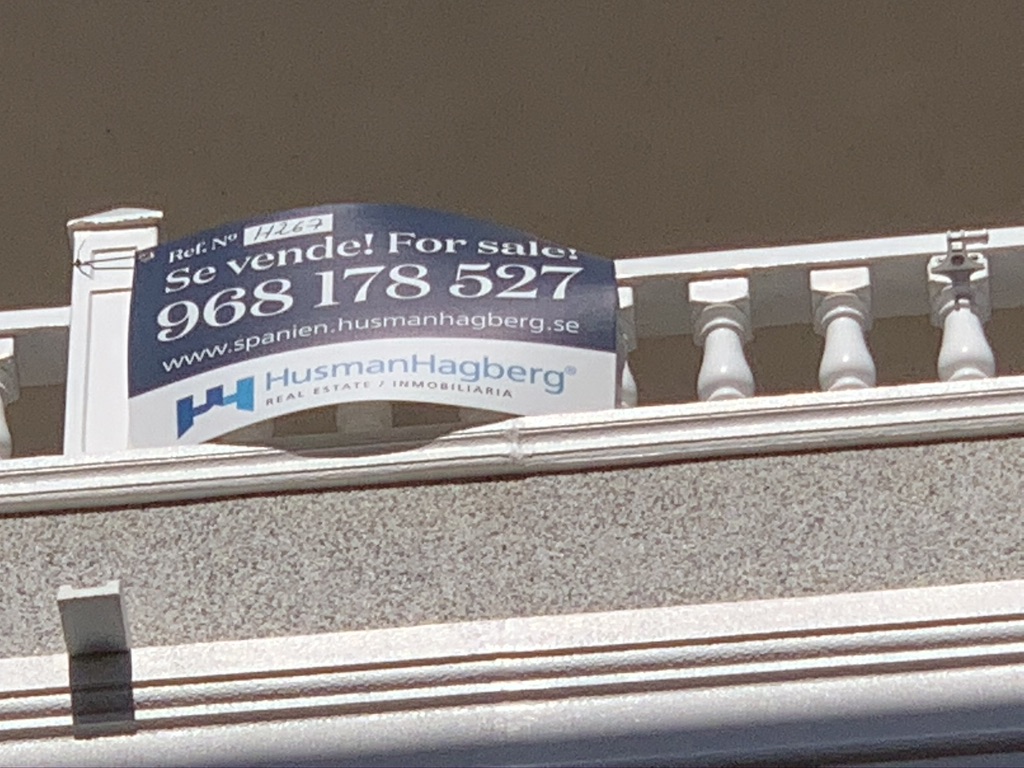 Ref. Nº H267
Se vende! For sale!
968 178 527
www.spanien.husmanhagberg.se
HusmanHagberg®
REAL ESTATE / INMOBILIARIA